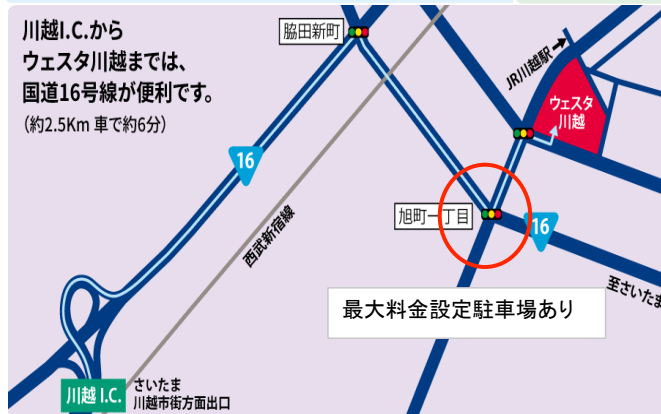 川越I.C.から
ウェスタ川越までは、
国道16号線が便利です。
（約2.5Km 車で約6分）
脇田新町
JR川越駅→
ウェスタ
川越
16
西武新宿線
旭町一丁目
16
至さいたま
最大料金設定駐車場あり
川越 I.C.
さいたま
川越市街方面出口